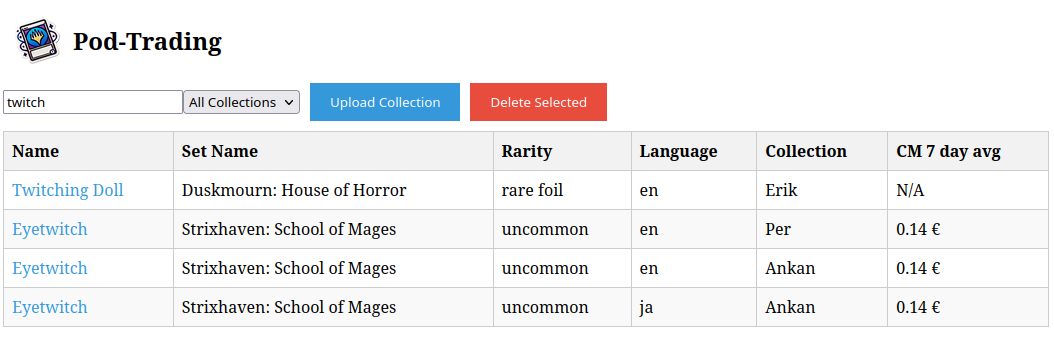 Pod-Trading
twitch All Collections Upload Collection Delete Selected
Name Set Name Rarity Language Collection CM 7 day avg
Twitching Doll Duskmourn: House of Horror rare foil en Erik N/A
Eyetwitch Strixhaven: School of Mages uncommon en Per 0.14 €
Eyetwitch Strixhaven: School of Mages uncommon en Ankan 0.14 €
Eyetwitch Strixhaven: School of Mages uncommon ja Ankan 0.14 €